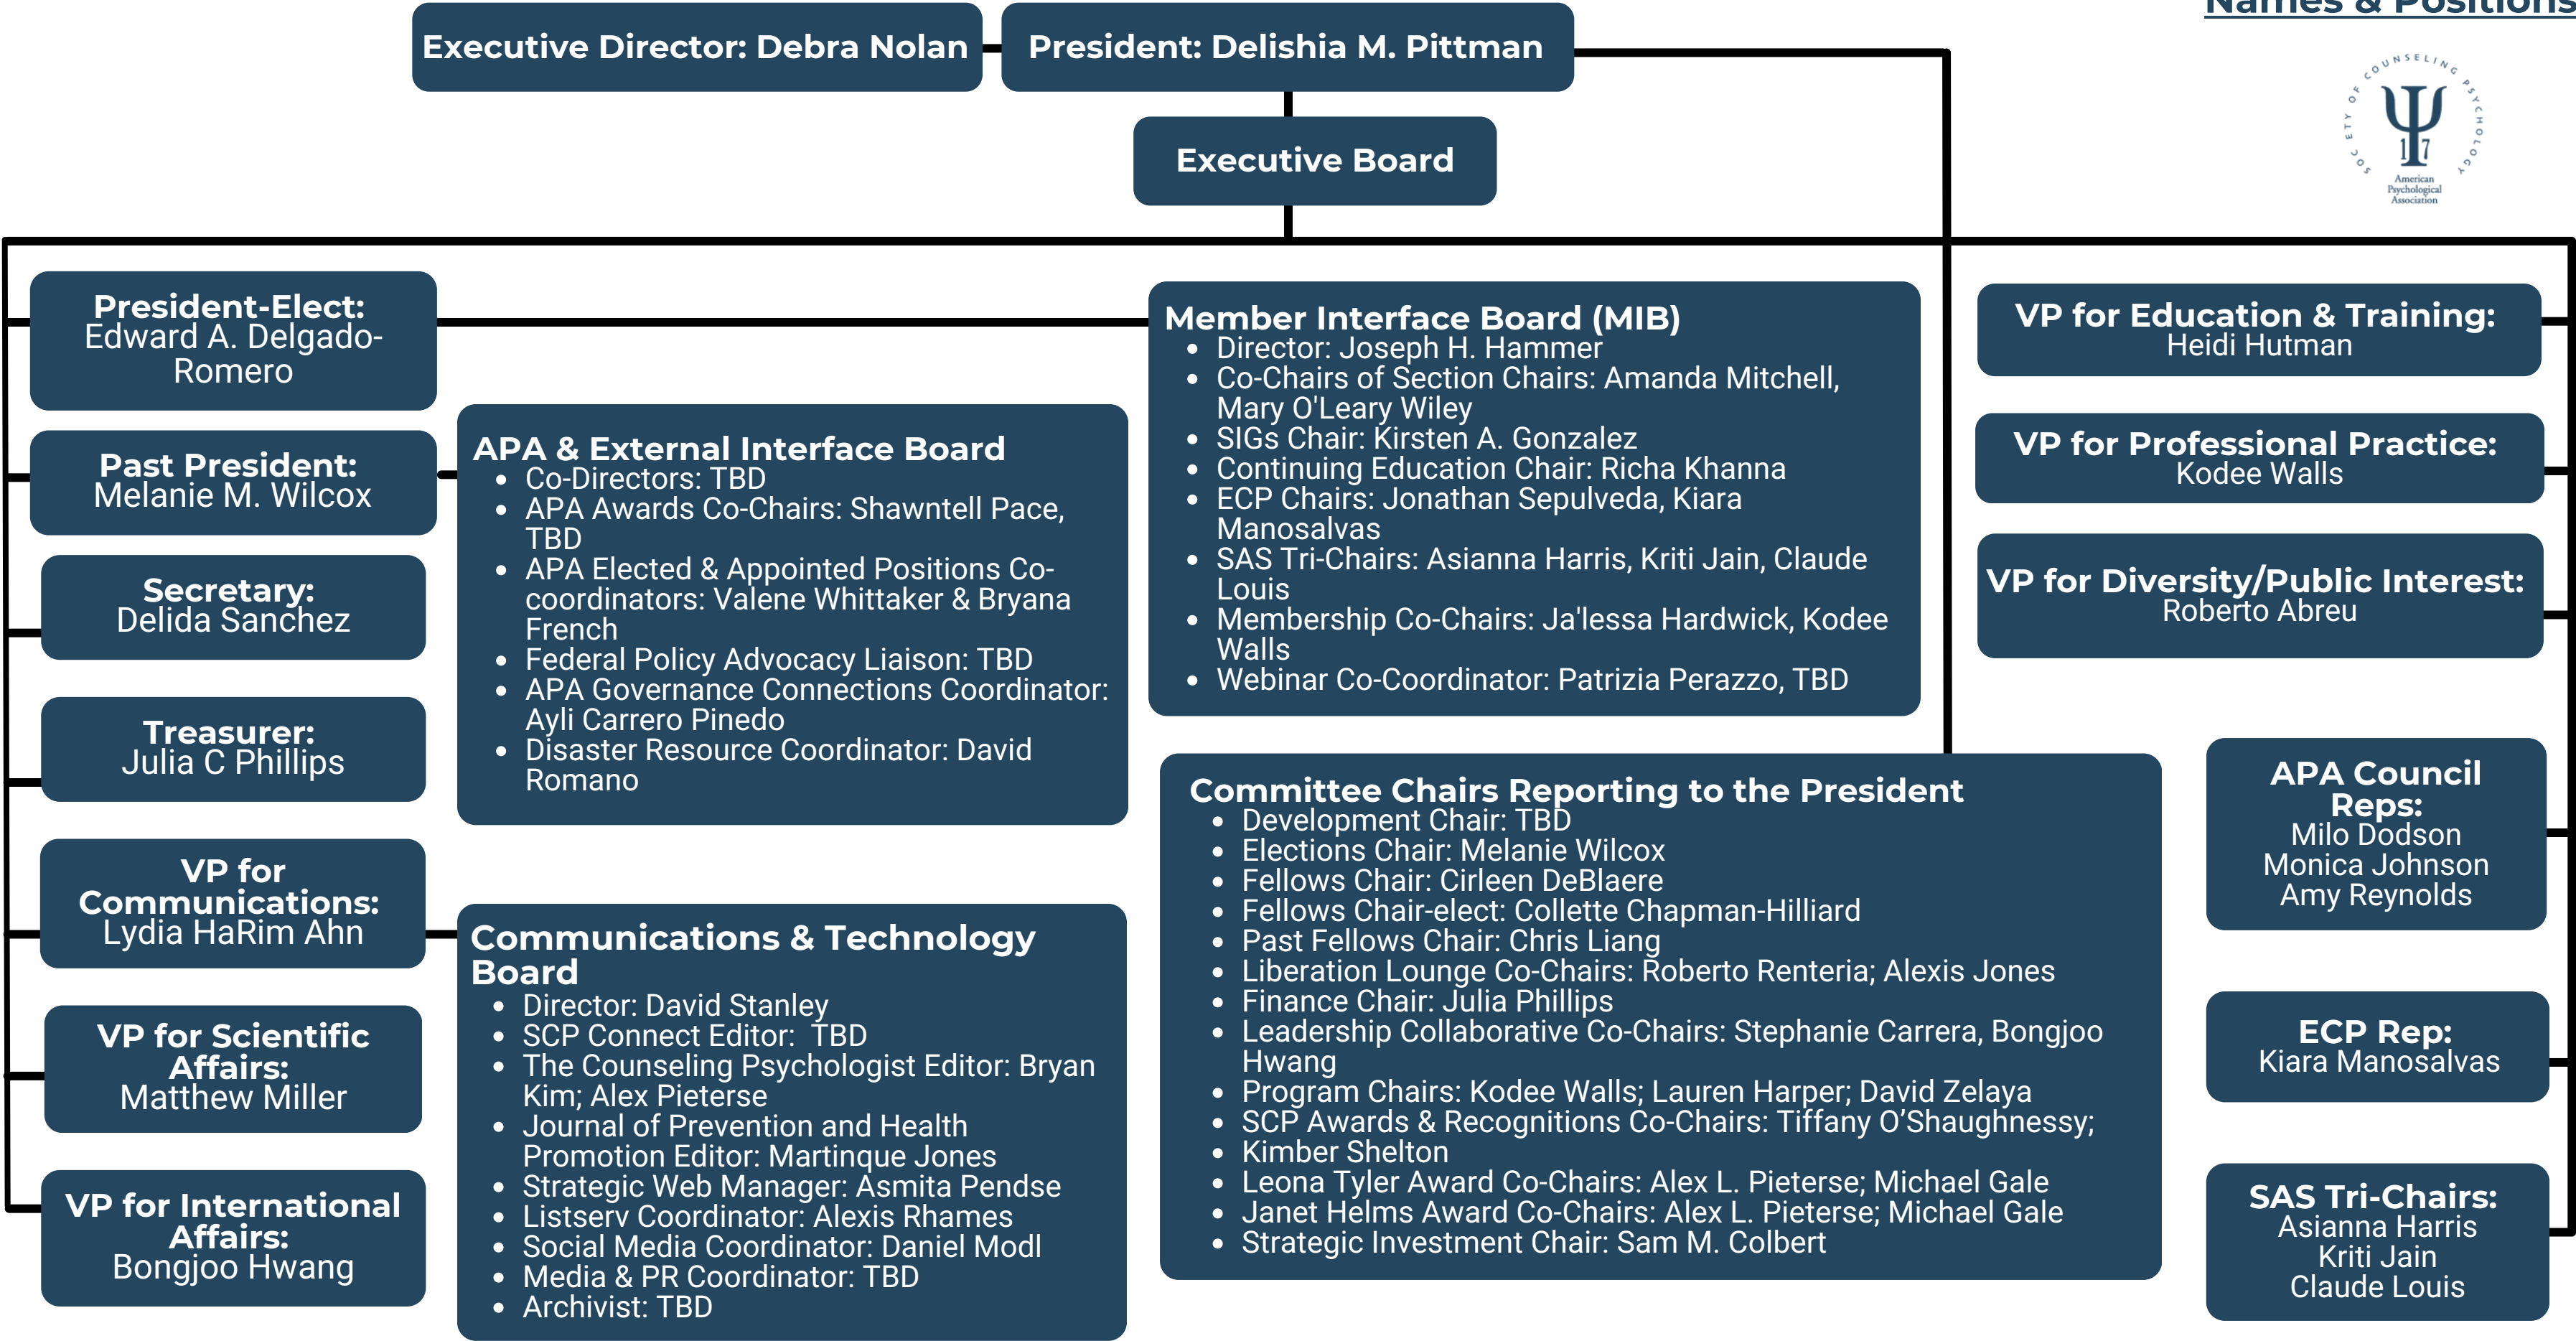 Names & Positions
Executive Director: Debra Nolan
President: Delishia M. Pittman
SOCIETY OF COUNSELING PSYCHOLOGY
17
American
Psychological
Association
Executive Board
President-Elect:
Edward A. Delgado-
Romero
Past President:
Melanie M. Wilcox
Secretary:
Delida Sanchez
Treasurer:
Julia C Phillips
VP for
Communications:
Lydia HaRim Ahn
VP for Scientific
Affairs:
Matthew Miller
VP for International
Affairs:
Bongjoo Hwang
APA & External Interface Board
• Co-Directors: TBD
• APA Awards Co-Chairs: Shawntell Pace,
TBD
• APA Elected & Appointed Positions Co-
coordinators: Valene Whittaker & Bryana
French
• Federal Policy Advocacy Liaison: TBD
• APA Governance Connections Coordinator:
Ayli Carrero Pinedo
• Disaster Resource Coordinator: David
Romano
Communications & Technology
Board
• Director: David Stanley
• SCP Connect Editor:  TBD
• The Counseling Psychologist Editor: Bryan
Kim; Alex Pieterse
• Journal of Prevention and Health
Promotion Editor: Martinque Jones
• Strategic Web Manager: Asmita Pendse
• Listserv Coordinator: Alexis Rhames
• Social Media Coordinator: Daniel Modl
• Media & PR Coordinator: TBD
• Archivist: TBD
Member Interface Board (MIB)
• Director: Joseph H. Hammer
• Co-Chairs of Section Chairs: Amanda Mitchell,
Mary O'Leary Wiley
• SIGs Chair: Kirsten A. Gonzalez
• Continuing Education Chair: Richa Khanna
• ECP Chairs: Jonathan Sepulveda, Kiara
Manosalvas
• SAS Tri-Chairs: Asianna Harris, Kriti Jain, Claude
Louis
• Membership Co-Chairs: Ja'lessa Hardwick, Kodee
Walls
• Webinar Co-Coordinator: Patrizia Perazzo, TBD
Committee Chairs Reporting to the President
• Development Chair: TBD
• Elections Chair: Melanie Wilcox
• Fellows Chair: Cirleen DeBlaere
• Fellows Chair-elect: Collette Chapman-Hilliard
• Past Fellows Chair: Chris Liang
• Liberation Lounge Co-Chairs: Roberto Renteria; Alexis Jones
• Finance Chair: Julia Phillips
• Leadership Collaborative Co-Chairs: Stephanie Carrera, Bongjoo
Hwang
• Program Chairs: Kodee Walls; Lauren Harper; David Zelaya
• SCP Awards & Recognitions Co-Chairs: Tiffany O’Shaughnessy;
• Kimber Shelton
• Leona Tyler Award Co-Chairs: Alex L. Pieterse; Michael Gale
• Janet Helms Award Co-Chairs: Alex L. Pieterse; Michael Gale
• Strategic Investment Chair: Sam M. Colbert
VP for Education & Training:
Heidi Hutman
VP for Professional Practice:
Kodee Walls
VP for Diversity/Public Interest:
Roberto Abreu
APA Council
Reps:
Milo Dodson
Monica Johnson
Amy Reynolds
ECP Rep:
Kiara Manosalvas
SAS Tri-Chairs:
Asianna Harris
Kriti Jain
Claude Louis